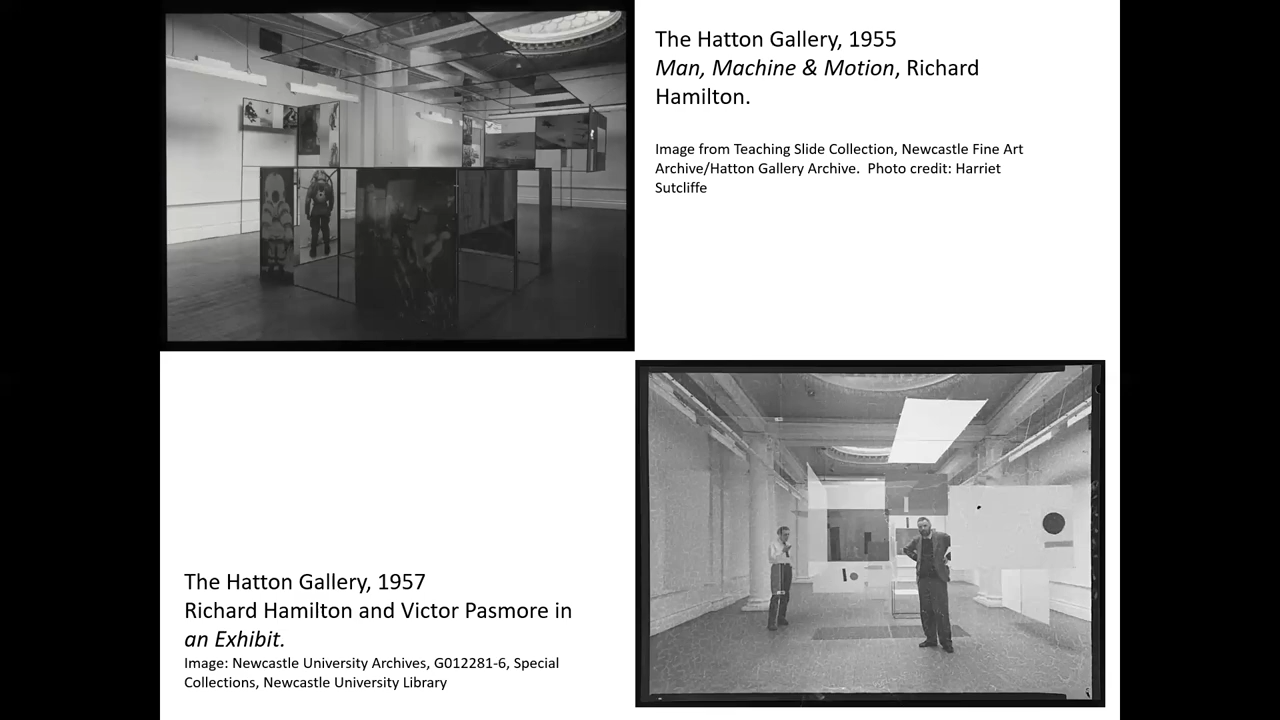 The Hatton Gallery, 1955
Man, Machine & Motion, Richard
Hamilton.
Image from Teaching Slide Collection, Newcastle Fine Art
Archive/Hatton Gallery Archive.  Photo credit: Harriet
Sutcliffe
The Hatton Gallery, 1957
Richard Hamilton and Victor Pasmore in
an Exhibit.
Image: Newcastle University Archives, G012281-6, Special
Collections, Newcastle University Library